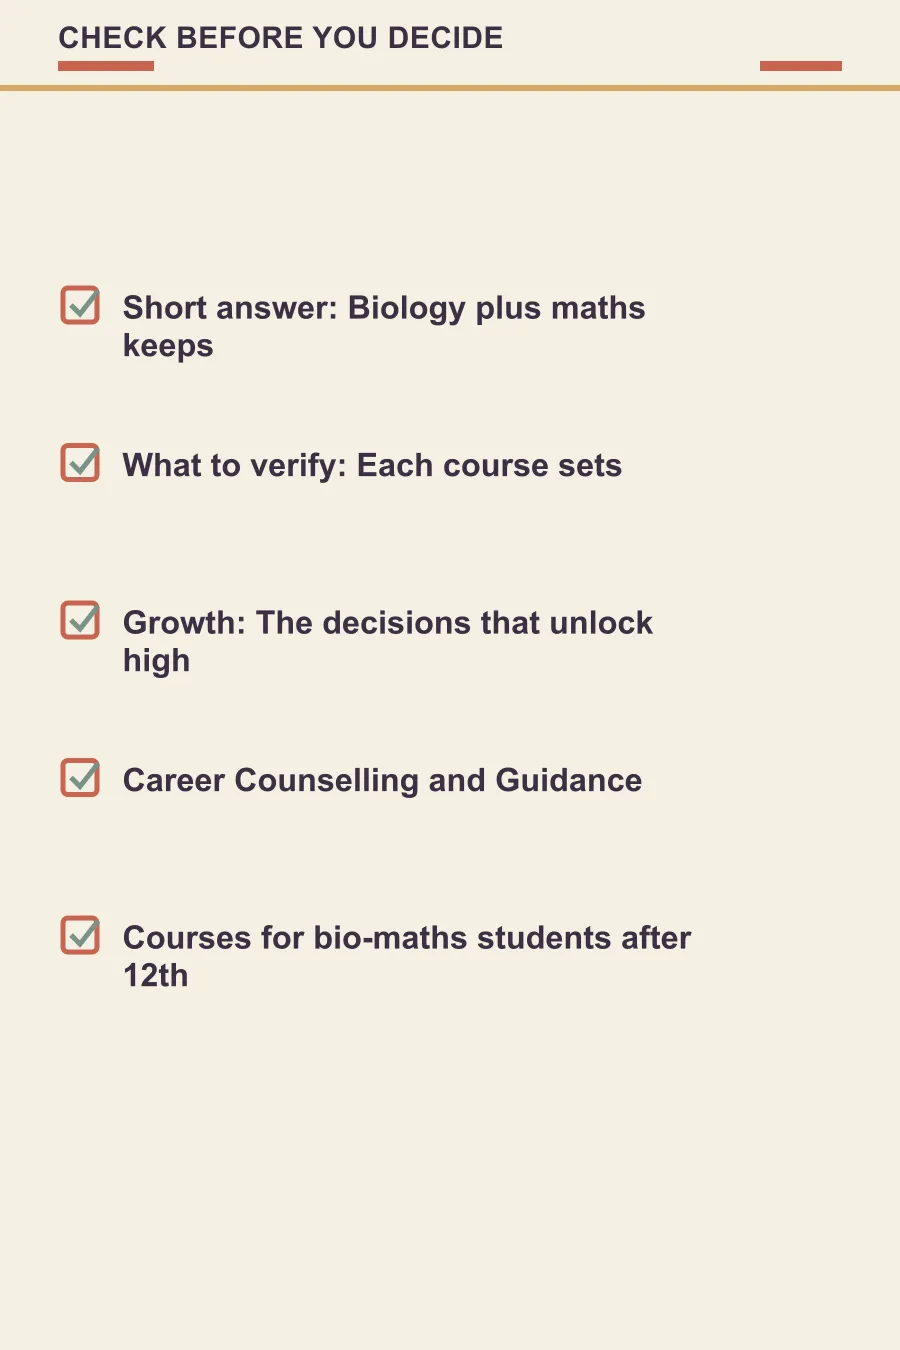 CHECK BEFORE YOU DECIDE
Short answer: Biology plus maths
keeps
What to verify: Each course sets
Growth: The decisions that unlock
high
Career Counselling and Guidance
Courses for bio-maths students after
12th